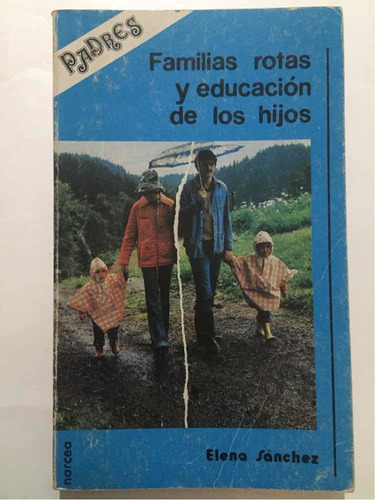 PADRES
Familias rotas
y educación
de los hijos
Elena Sánchez
narcea